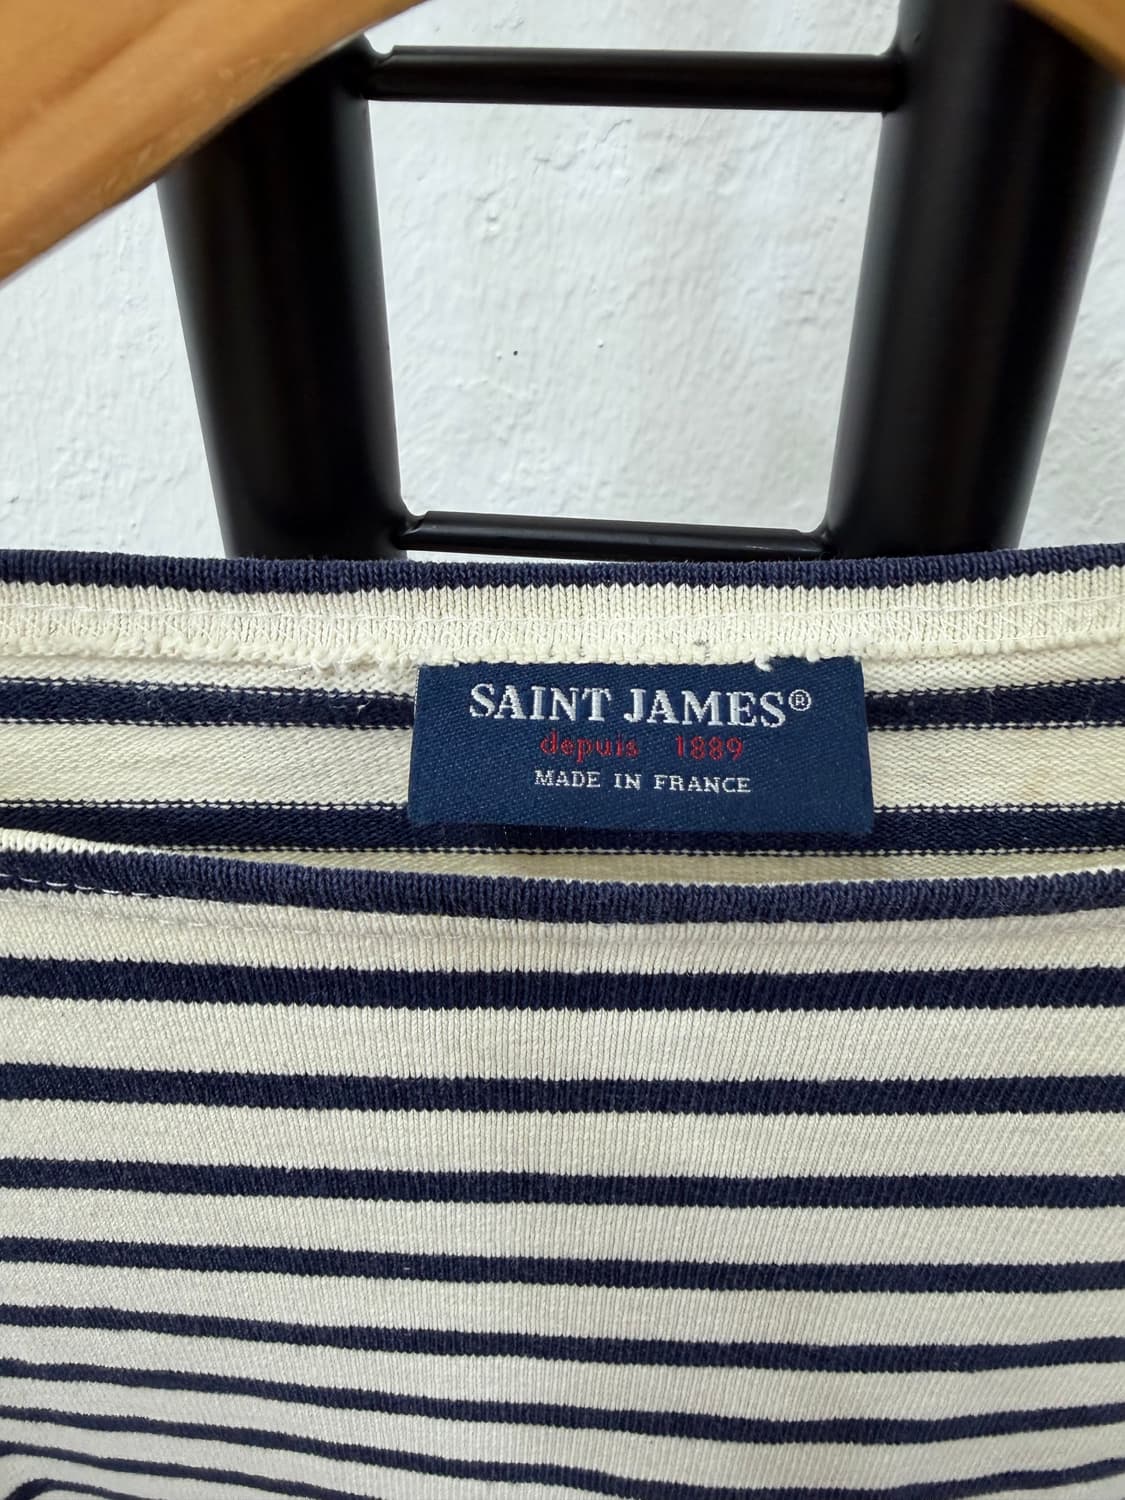 SAINT JAMES®
depuis 1889
MADE IN FRANCE